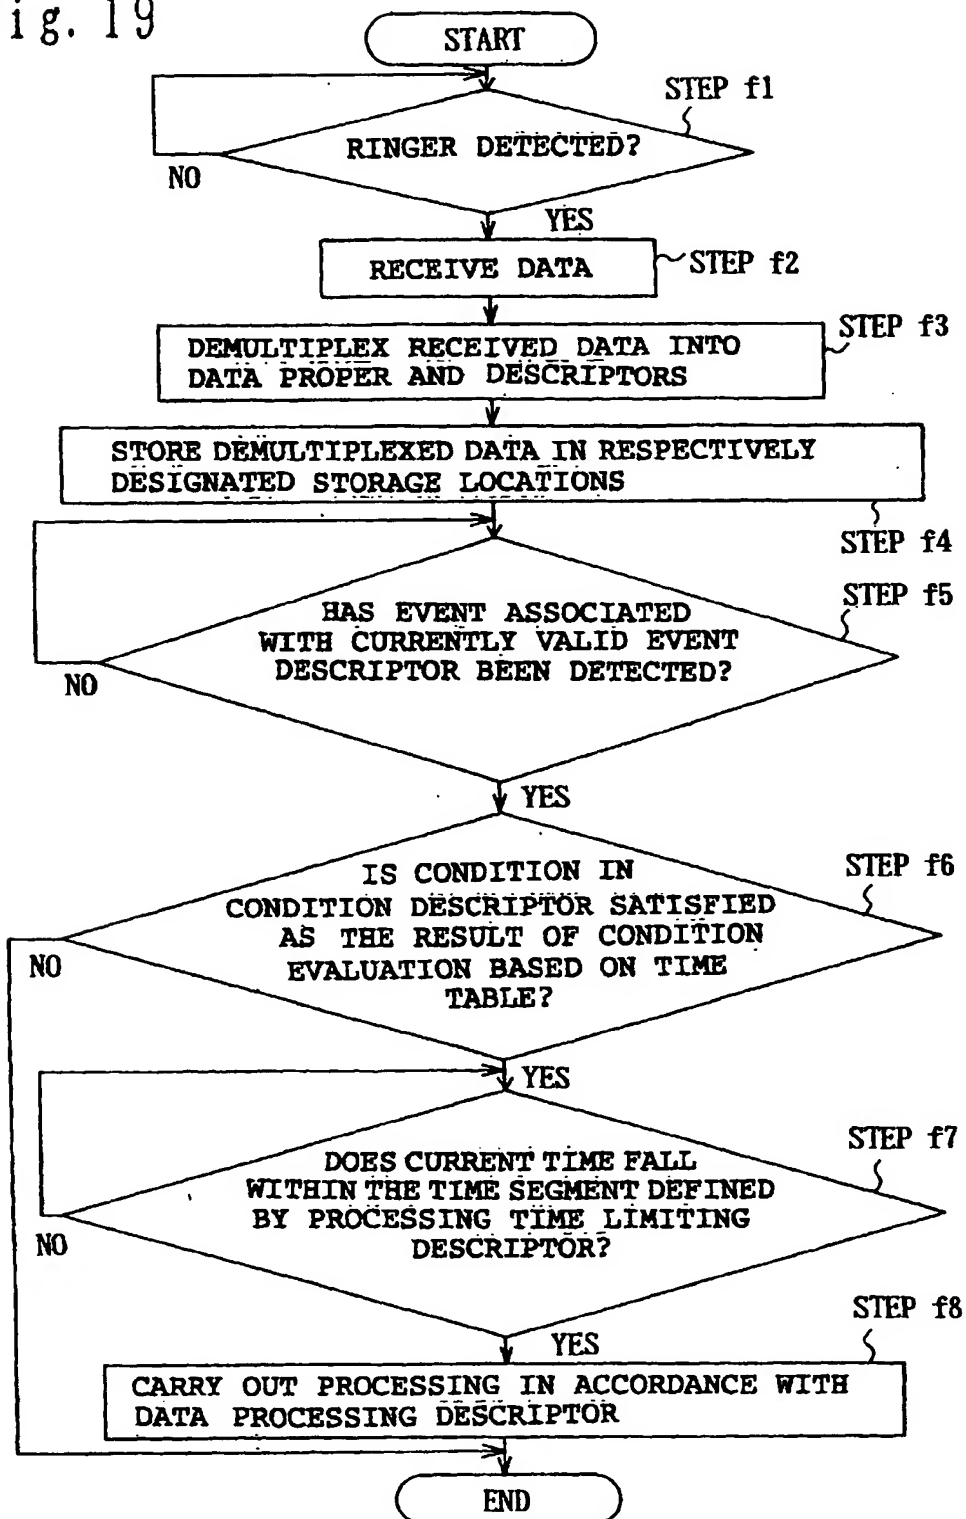 ig. 19
START
STEP f1
RINGER DETECTED?
NO
YES
RECEIVE DATA
STEP f2
STEP f3
DEMULTIPLEX RECEIVED DATA INTO
DATA PROPER AND DESCRIPTORS
STORE DEMULTIPLEXED DATA IN RESPECTIVELY
DESIGNATED STORAGE LOCATIONS
STEP f4
STEP f5
HAS EVENT ASSOCIATED
WITH CURRENTLY VALID EVENT
DESCRIPTOR BEEN DETECTED?
NO
YES
STEP f6
IS CONDITION IN
CONDITION DESCRIPTOR SATISFIED
AS THE RESULT OF CONDITION
EVALUATION BASED ON TIME
TABLE?
NO
YES
STEP f7
DOES CURRENT TIME FALL
WITHIN THE TIME SEGMENT DEFINED
BY PROCESSING TIME LIMITING
DESCRIPTOR?
NO
YES
STEP f8
CARRY OUT PROCESSING IN ACCORDANCE WITH
DATA PROCESSING DESCRIPTOR
END